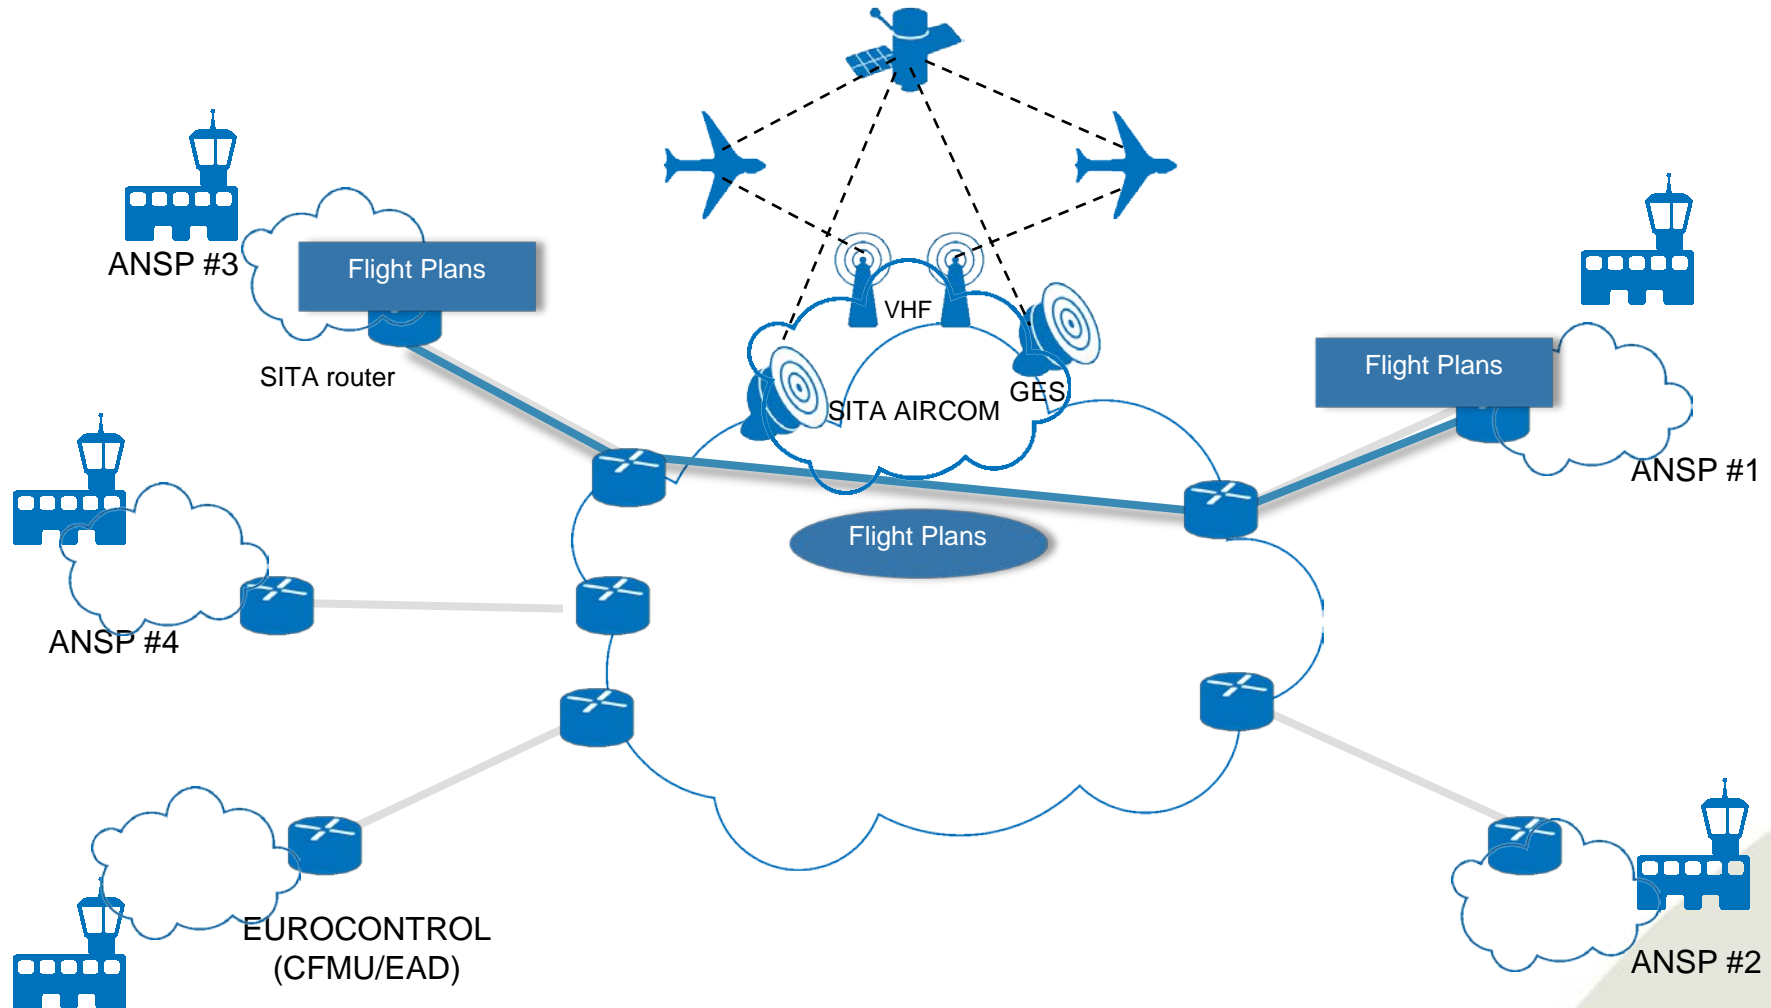 ANSP #3
Flight Plans
VHF
SITA router
GES
SITA AIRCOM
Flight Plans
ANSP #1
Flight Plans
ANSP #4
EUROCONTROL
(CFMU/EAD)
ANSP #2